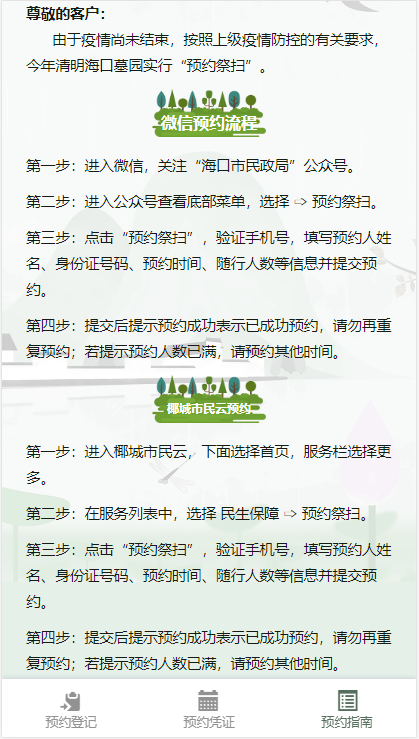 尊敬的客户：
由于疫情尚未结束，按照上级疫情防控的有关要求，
今年清明海口墓园实行“预约祭扫”。
微信预约流程
第一步：进入微信，关注“海口市民政局”公众号。
第二步：进入公众号查看底部菜单，选择 ⇨ 预约祭扫。
第三步：点击“预约祭扫”，验证手机号，填写预约人姓
名、身份证号码、预约时间、随行人数等信息并提交预
约。
第四步：提交后提示预约成功表示已成功预约，请勿再重
复预约；若提示预约人数已满，请预约其他时间。
椰城市民云预约
第一步：进入椰城市民云，下面选择首页，服务栏选择更
多。
第二步：在服务列表中，选择 民生保障 ⇨ 预约祭扫。
第三步：点击“预约祭扫”，验证手机号，填写预约人姓
名、身份证号码、预约时间、随行人数等信息并提交预
约。
第四步：提交后提示预约成功表示已成功预约，请勿再重
复预约；若提示预约人数已满，请预约其他时间。
预约登记 预约凭证 预约指南